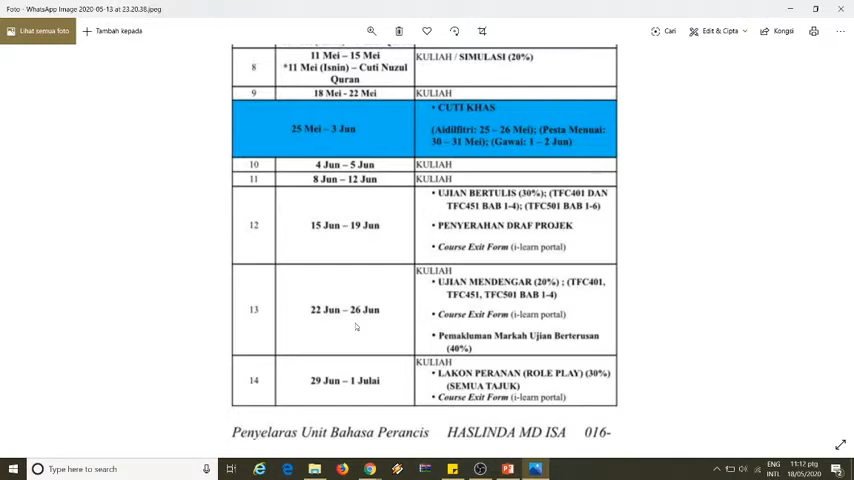 Foto - WhatsApp Image 2020-05-13 at 23.20.38.jpeg
Lihat semua foto
Tambah kepada
Cari
Edit & Cipta
Kongsi
8
11 Mei – 15 Mei
*11 Mei (Isnin) – Cuti Nuzul
Quran
KULIAH / SIMULASI (20%)
9
18 Mei - 22 Mei
KULIAH
25 Mei – 3 Jun
• CUTI KHAS
(Aidilfitri: 25 – 26 Mei); (Pesta Menuai:
30 – 31 Mei); (Gawai: 1 – 2 Jun)
10
4 Jun – 5 Jun
KULIAH
11
8 Jun – 12 Jun
KULIAH
12
15 Jun – 19 Jun
• UJIAN BERTULIS (30%); (TFC401 DAN
TFC451 BAB 1-4); (TFC501 BAB 1-6)
• PENYERAHAN DRAF PROJEK
• Course Exit Form (i-learn portal)
13
22 Jun – 26 Jun
KULIAH
• UJIAN MENDENGAR (20%) ; (TFC401,
TFC451, TFC501 BAB 1-4)
• Course Exit Form (i-learn portal)
• Pemakluman Markah Ujian Berterusan
(40%)
14
29 Jun – 1 Julai
KULIAH
• LAKON PERANAN (ROLE PLAY) (30%)
(SEMUA TAJUK)
• Course Exit Form (i-learn portal)
Penyelaras Unit Bahasa Perancis HASLINDA MD ISA 016-
Type here to search
ENG
INTL
11:12 ptg
18/05/2020
2